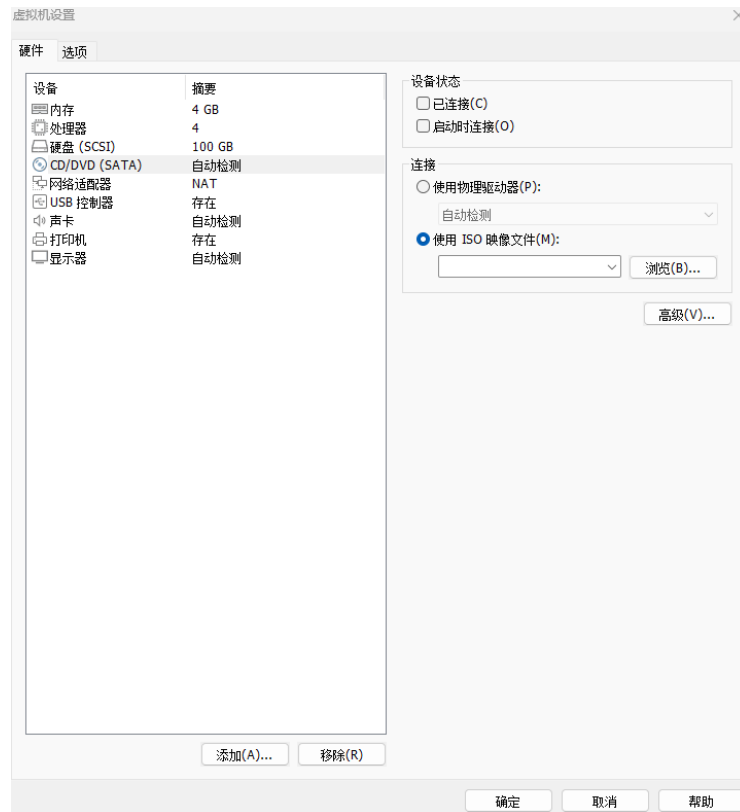 虚拟机设置
硬件 选项
设备 摘要
内存 4 GB
处理器 4
硬盘 (SCSI) 100 GB
CD/DVD (SATA) 自动检测
网络适配器 NAT
USB 控制器 存在
声卡 自动检测
打印机 存在
显示器 自动检测
添加(A)... 移除(R)
设备状态
已连接(C)
启动时连接(O)
连接
使用物理驱动器(P):
自动检测
使用 ISO 映像文件(M):
浏览(B)...
高级(V)...
确定 取消 帮助